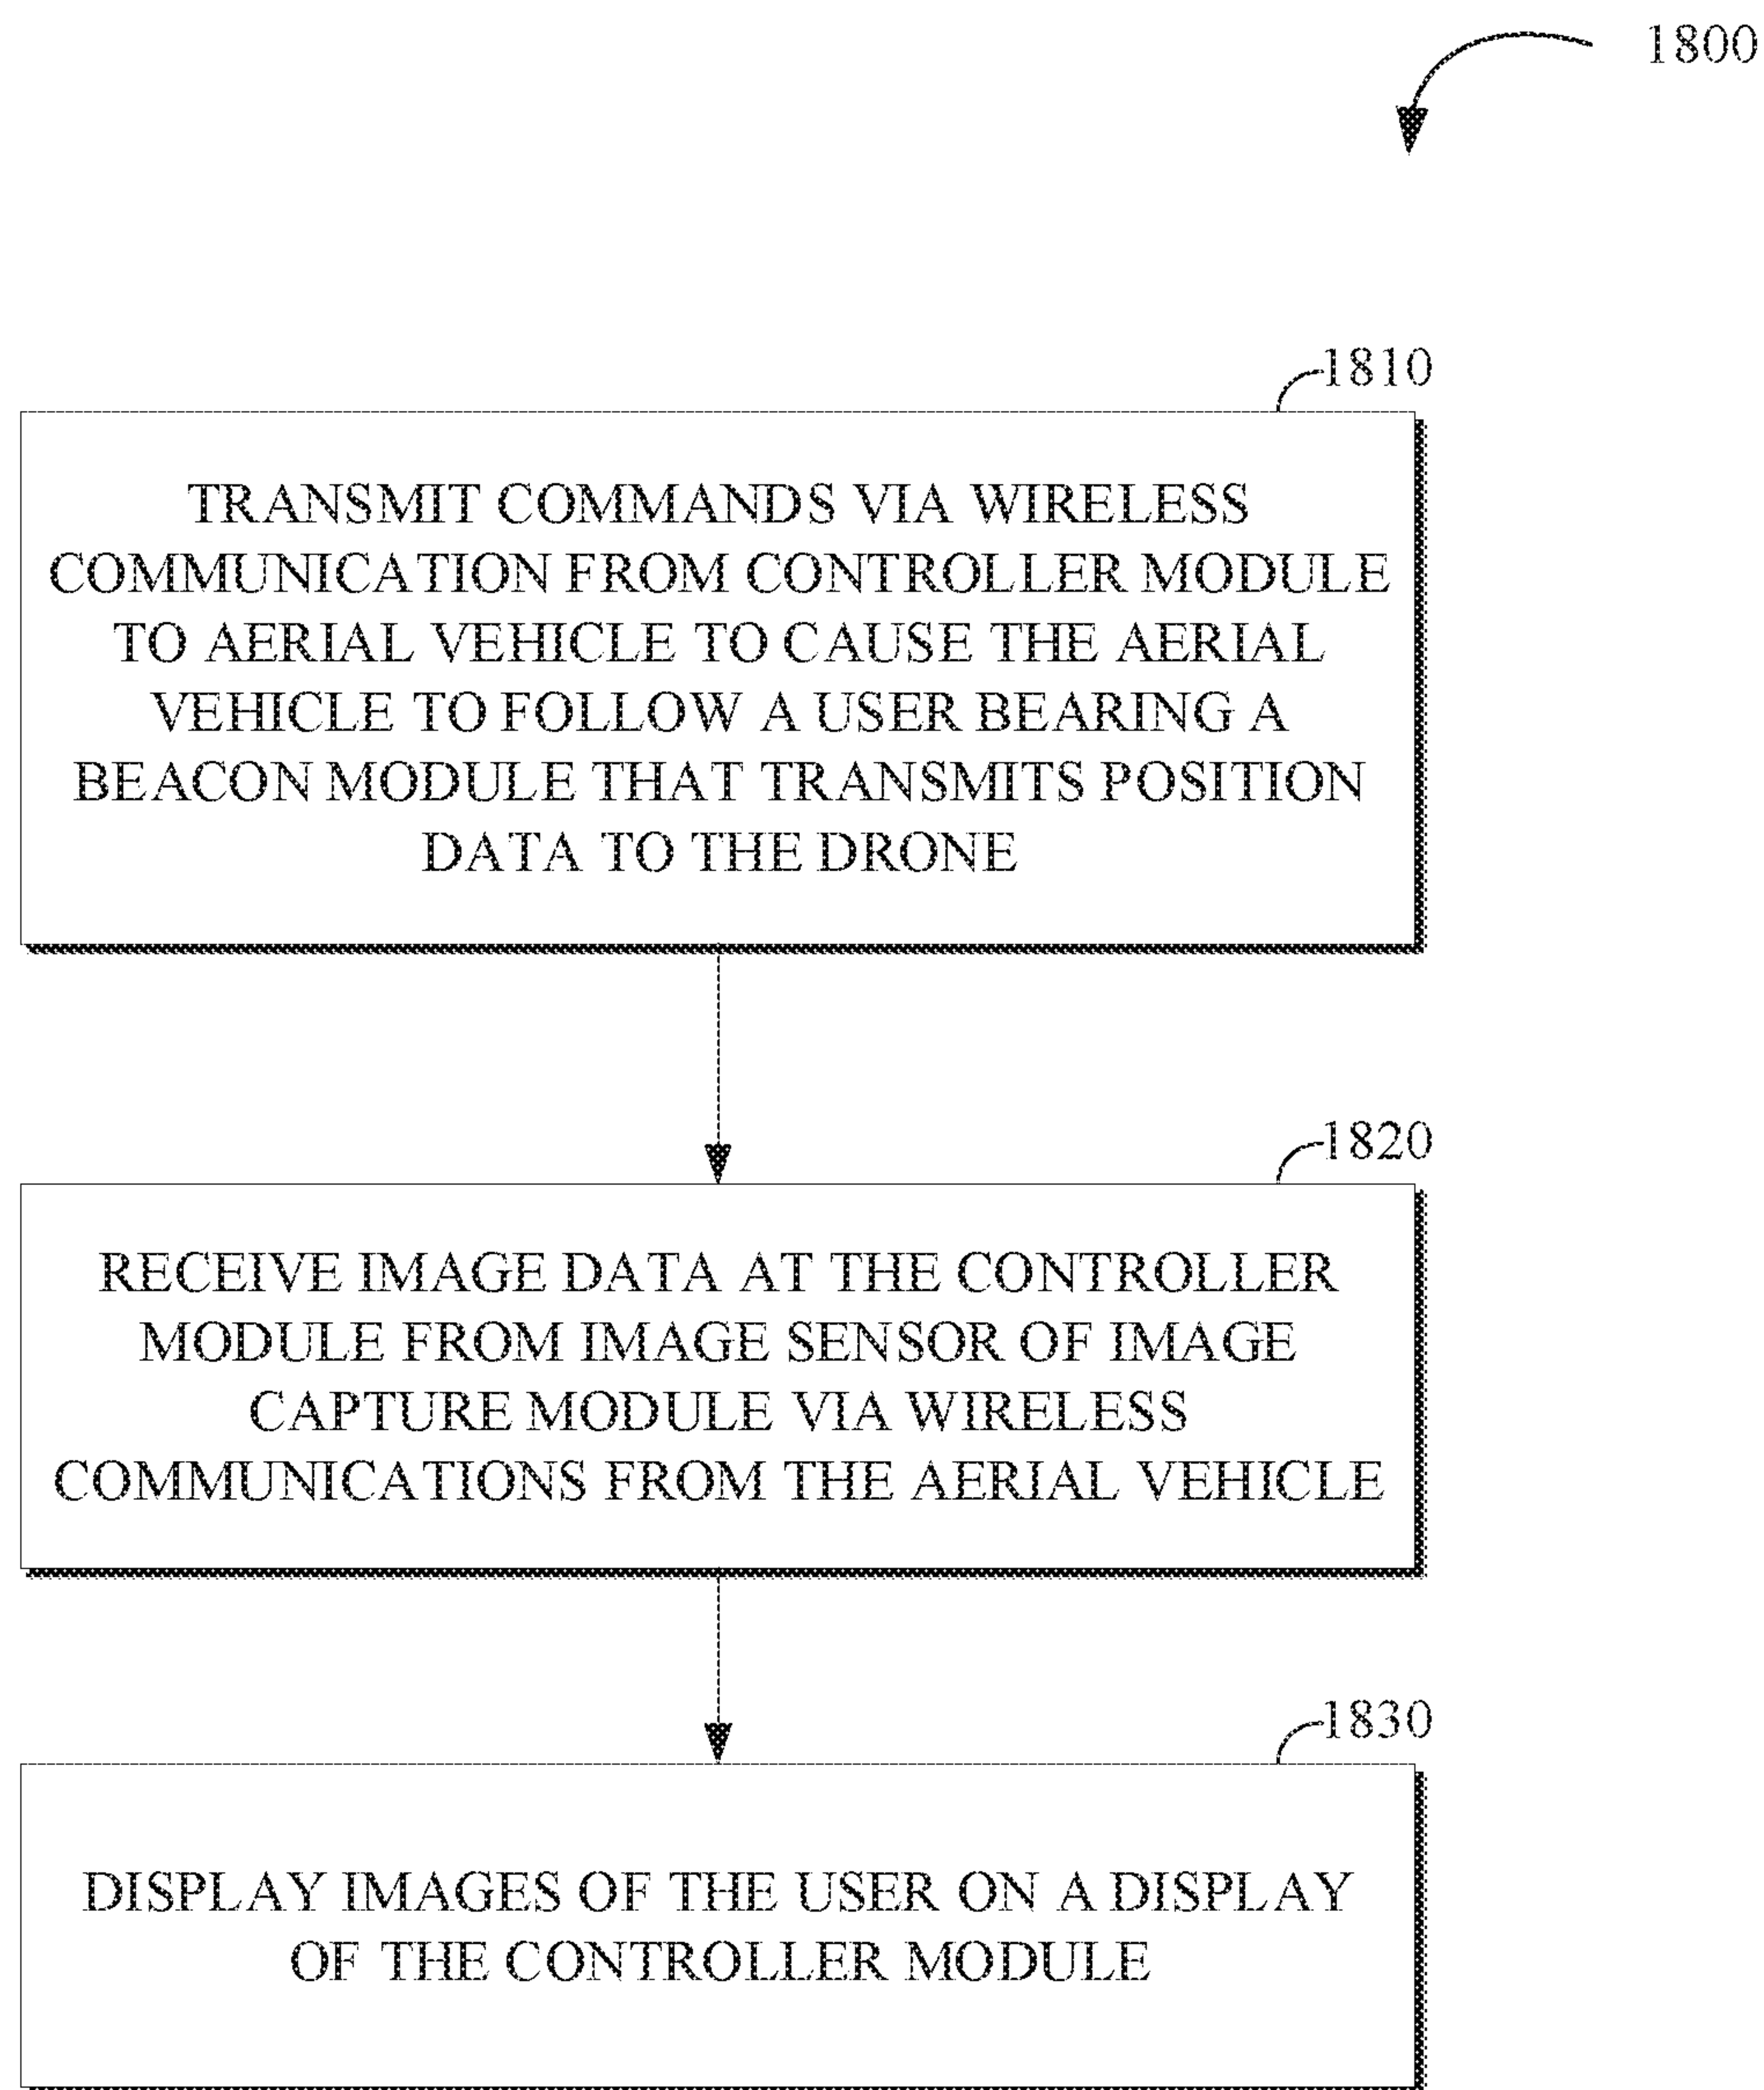 1800
1810
TRANSMIT COMMANDS VIA WIRELESS
COMMUNICATION FROM CONTROLLER MODULE
TO AERIAL VEHICLE TO CAUSE THE AERIAL
VEHICLE TO FOLLOW A USER BEARING A
BEACON MODULE THAT TRANSMITS POSITION
DATA TO THE DRONE
1820
RECEIVE IMAGE DATA AT THE CONTROLLER
MODULE FROM IMAGE SENSOR OF IMAGE
CAPTURE MODULE VIA WIRELESS
COMMUNICATIONS FROM THE AERIAL VEHICLE
1830
DISPLAY IMAGES OF THE USER ON A DISPLAY
OF THE CONTROLLER MODULE